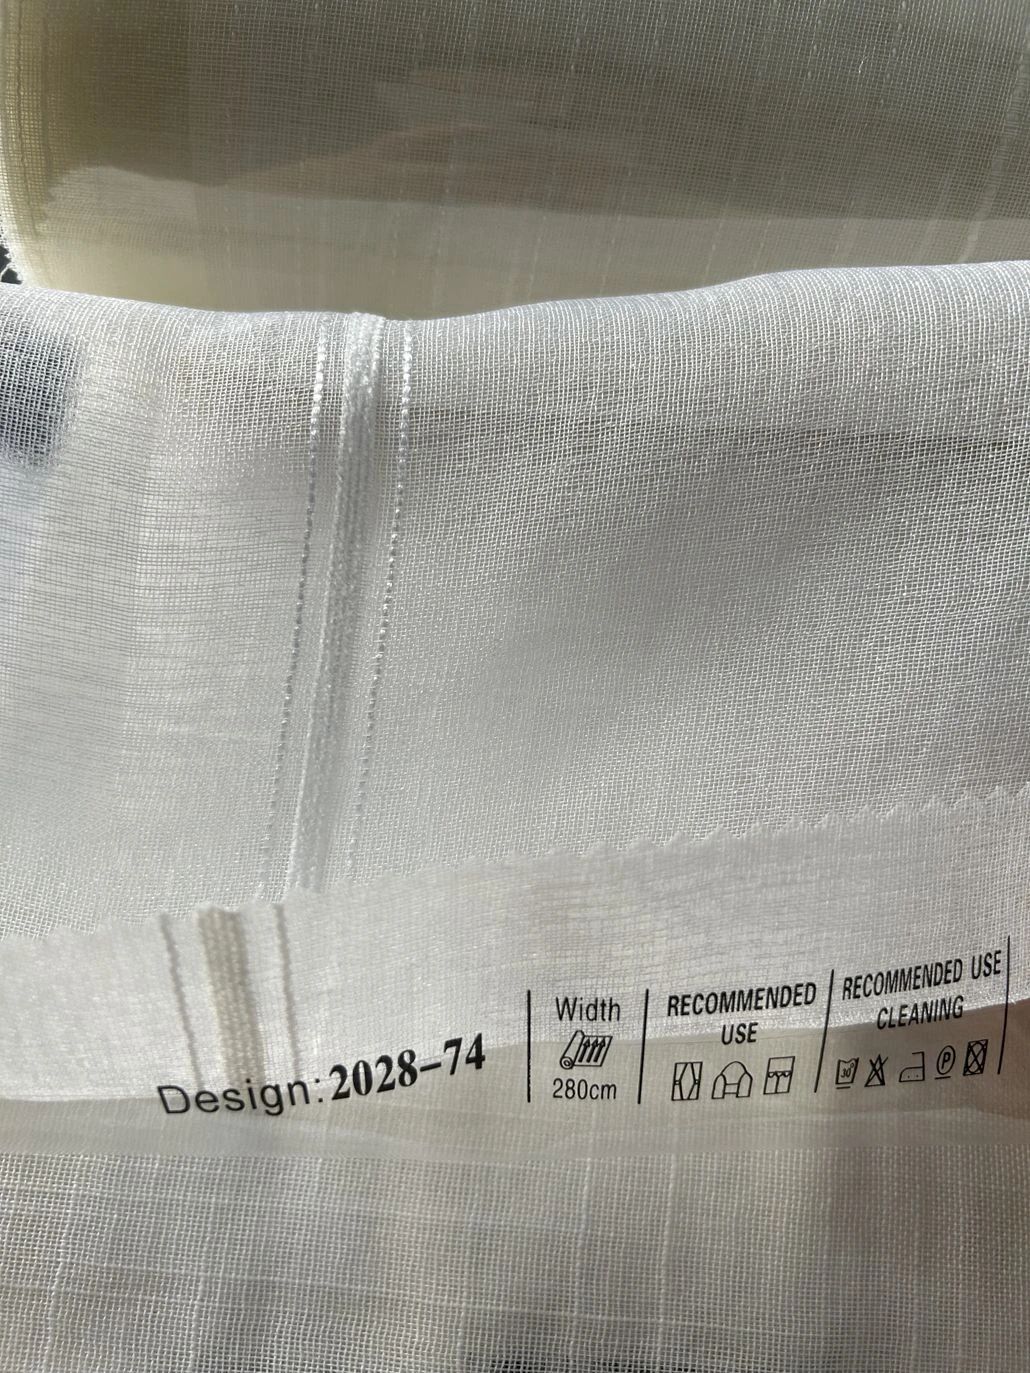 Design:2028-74
Width
280cm
RECOMMENDED
USE
RECOMMENDED USE
CLEANING
30°
P